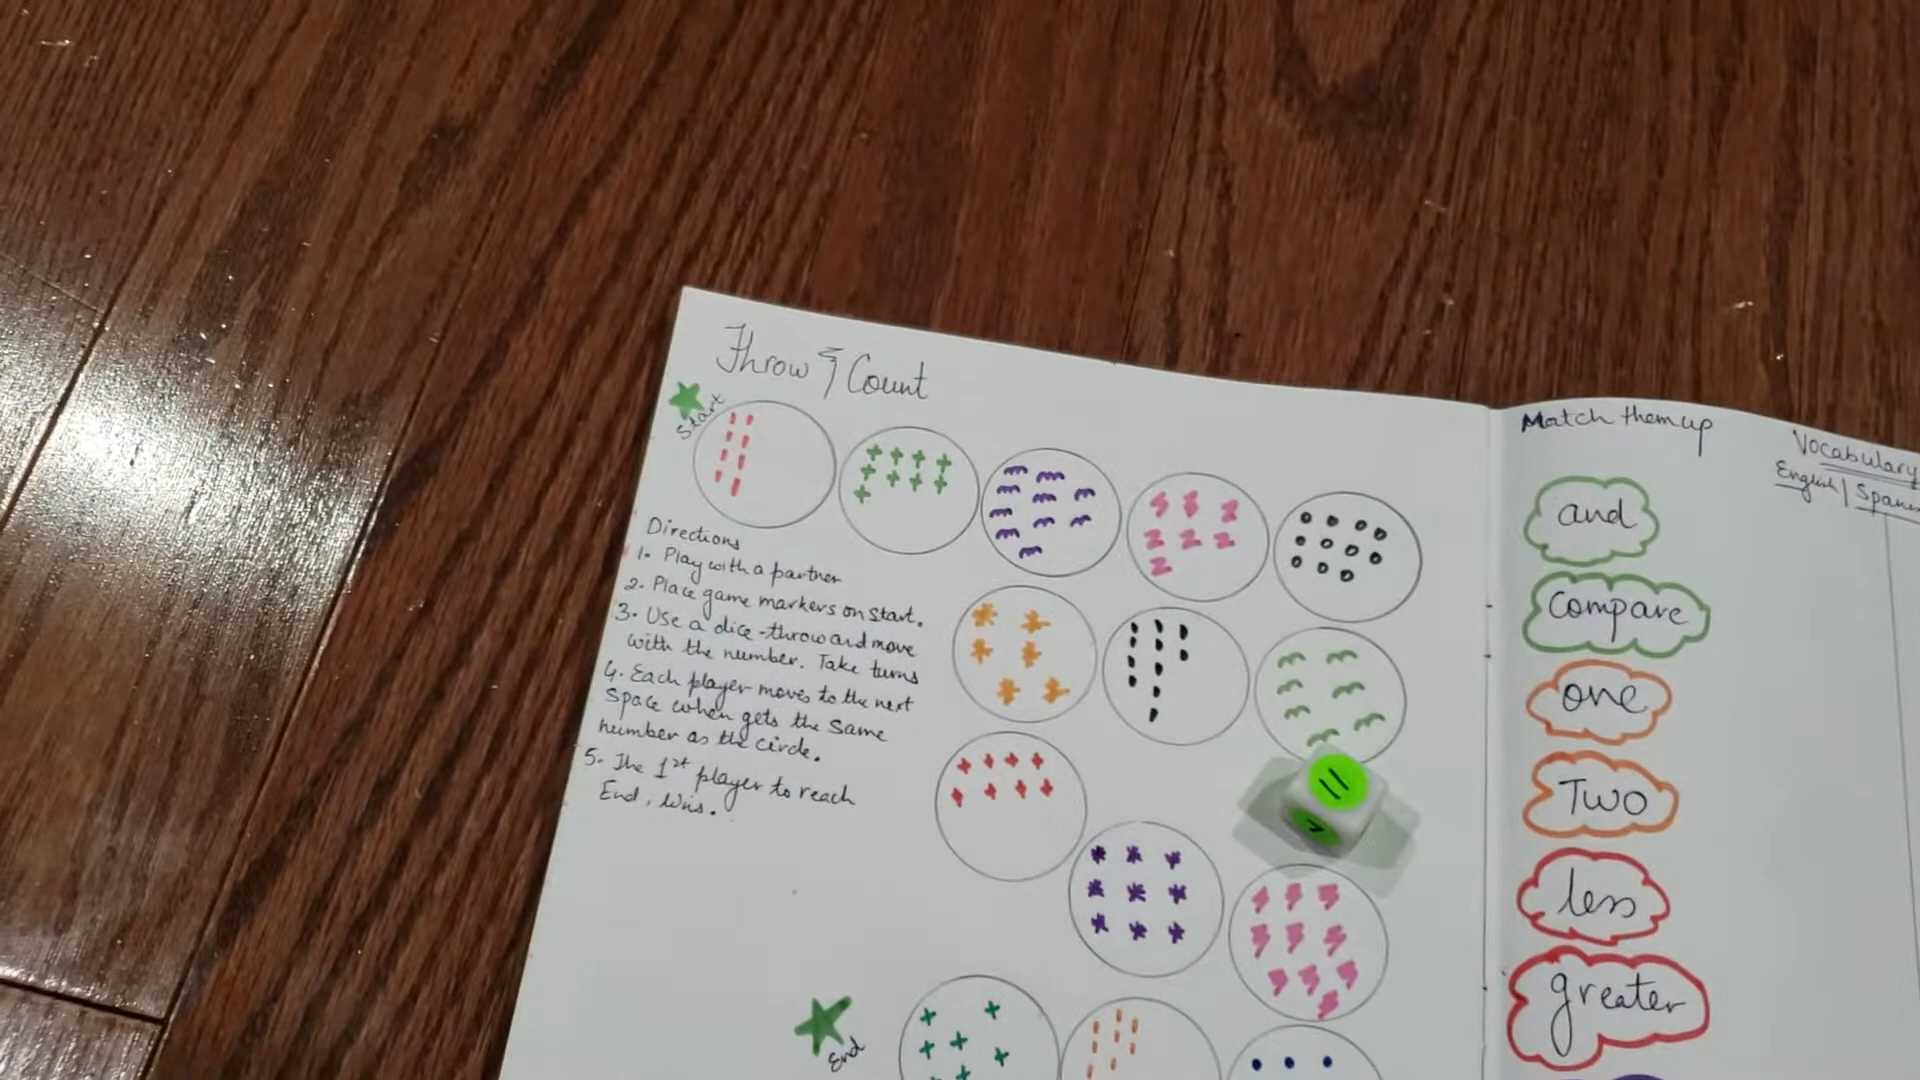 Throw & Count
Start
Directions
1. Play with a partner
2. Place game markers on start.
3. Use a dice - throw and move
with the number. Take turns
4. Each player moves to the next
space when gets the same
number as the circle.
5. The 1st player to reach
End, wins.
End
11
7
Match them up
and
compare
one
Two
less
greater
Vocabulary
English |